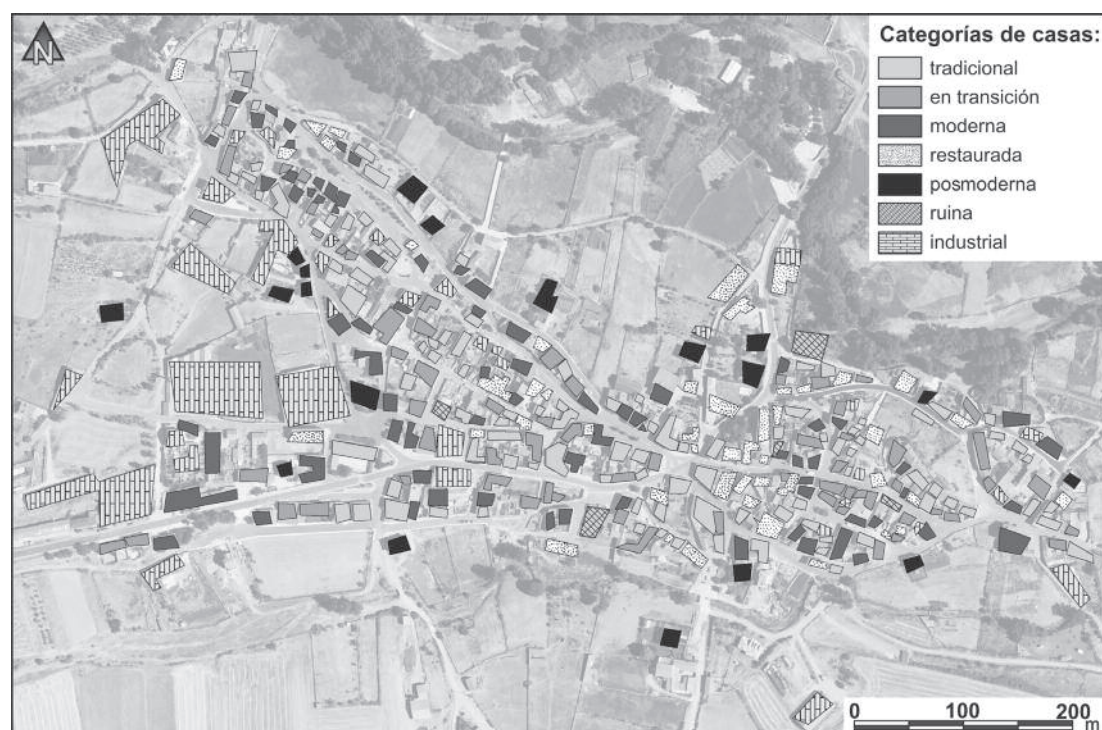 N
Categorías de casas:
tradicional
en transición
moderna
restaurada
posmoderna
ruina
industrial
0 100 200
m